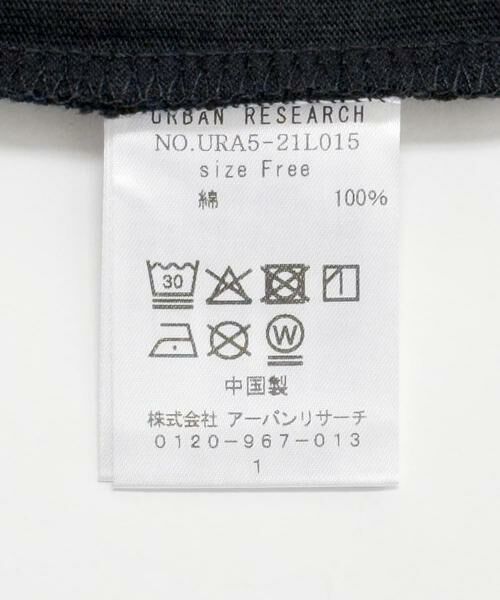 URBAN RESEARCH
NO.URA5-21L015
size Free
綿 100%
30
W
中国製
株式会社 アーバンリサーチ
0120-967-013
1